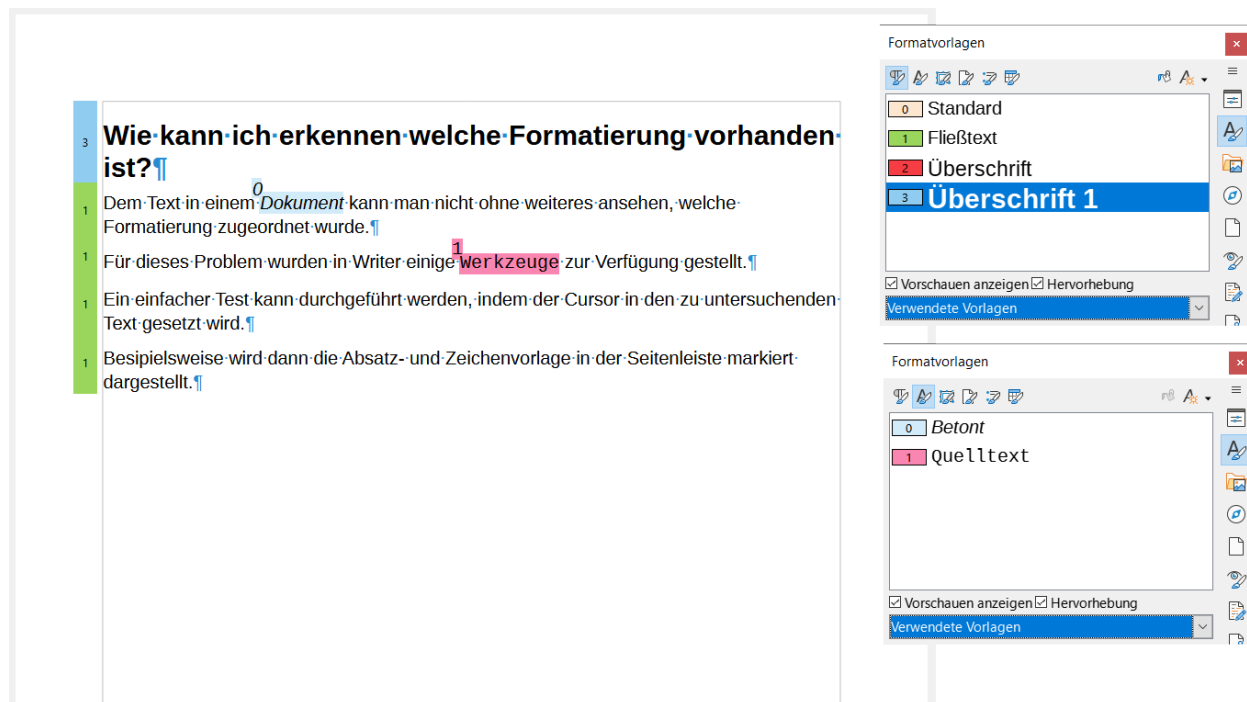 3
Wie kann ich erkennen welche Formatierung vorhanden
ist?¶
0
1
Dem Text in einem Dokument kann man nicht ohne weiteres ansehen, welche
Formatierung zugeordnet wurde.¶
1
1
Für dieses Problem wurden in Writer einige Werkzeuge zur Verfügung gestellt.¶
1
Ein einfacher Test kann durchgeführt werden, indem der Cursor in den zu untersuchenden
Text gesetzt wird.¶
1
Besipielsweise wird dann die Absatz- und Zeichenvorlage in der Seitenleiste markiert
dargestellt.¶
Formatvorlagen
0 Standard
1 Fließtext
2 Überschrift
3 Überschrift 1
Vorschauen anzeigen Hervorhebung
Verwendete Vorlagen
Formatvorlagen
0 Betont
1 Quelltext
Vorschauen anzeigen Hervorhebung
Verwendete Vorlagen